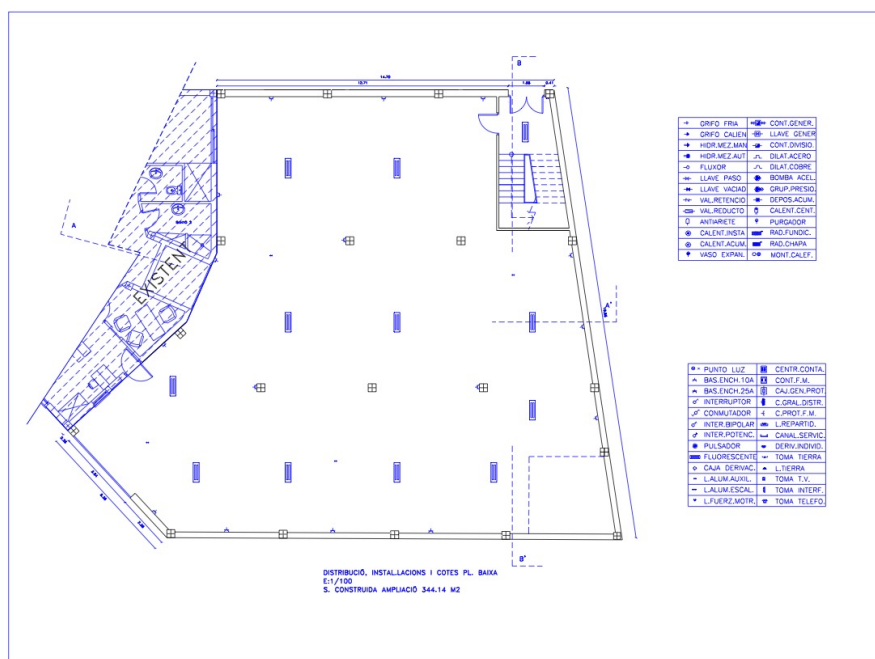 14.70
12.71
B
GRIFO FRIA
CONT.GENER.
GRIFO CALIEN
LLAVE GENER
HIDR.MEZ.MAN
CONT.DIVISIO.
HIDR.MEZ.AUT
DILAT.ACERO
FLUXOR
DILAT.COBRE
LLAVE PASO
BOMBA ACEL.
LLAVE VACIAD
GRUP.PRESIO.
VAL.RETENCIO
DEPOS.ACUM.
VAL.REDUCTO
CALENT.CENT.
ANTIARIETE
PURGADOR
CALENT.INSTA
RAD.FUNDIC.
CALENT.ACUM.
RAD.CHAPA
VASO EXPAN.
MONT.CALEF.
A
EXISTENT
A'
PUNTO LUZ
CENTR.CONTA.
BAS.ENCH.10A
CONT.F.M.
BAS.ENCH.25A
CAJ.GEN.PROT.
INTERRUPTOR
C.GRAL.DISTR.
CONMUTADOR
C.PROT.F.M.
INTER.BIPOLAR
L.REPARTID.
INTER.POTENC.
CANAL.SERVIC.
PULSADOR
DERIV.INDIVID.
FLUORESCENTE
TOMA TIERRA
CAJA DERIVAC.
L.TIERRA
L.ALUM.AUXIL.
TOMA T.V.
L.ALUM.ESCAL.
TOMA INTERF.
L.FUERZ.MOTR.
TOMA TELEFO.
B'
DISTRIBUCIÓ, INSTAL.LACIONS I COTES PL. BAIXA
E:1/100
S. CONSTRUIDA AMPLIACIÓ 344.14 M2